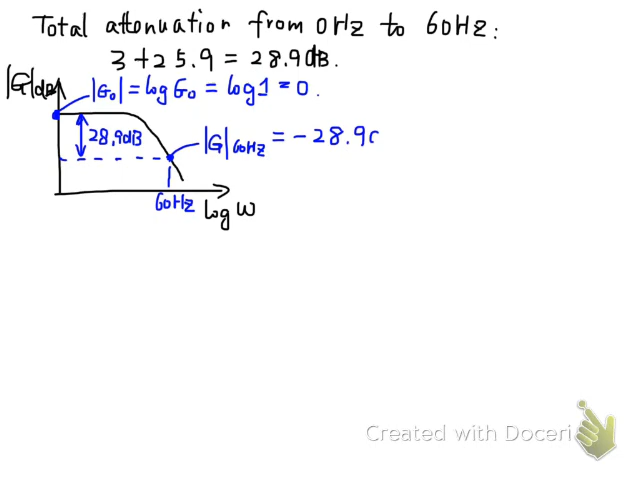 Total attenuation from 0Hz to 60Hz:
3 + 25.9 = 28.9dB.
|G|dB
|G₀| = log G₀ = log 1 = 0.
28.9dB
|G|60Hz = -28.9
60Hz
log ω
Created with Doceri